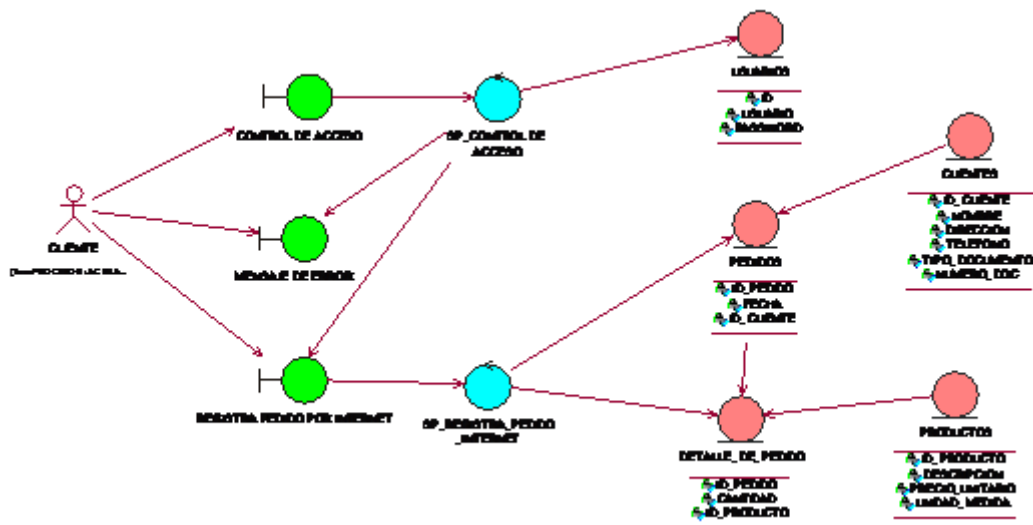 USUARIOS
ID
USUARIO
PASSWORD
CONTROL DE ACCESO
SP_CONTROL DE
ACCESO
CLIENTES
ID_CLIENTE
NOMBRE
DIRECCION
TELEFONO
TIPO_DOCUMENTO
NUMERO_DOC
CLIENTE
MENSAJE DE ERROR
PEDIDOS
ID_PEDIDO
FECHA
ID_CLIENTE
REGISTRA PEDIDO POR INTERNET
SP_REGISTRA_PEDIDO
_INTERNET
DETALLE_DE_PEDIDO
ID_PEDIDO
CANTIDAD
ID_PRODUCTO
PRODUCTOS
ID_PRODUCTO
DESCRIPCION
PRECIO_UNITARIO
UNIDAD_MEDIDA